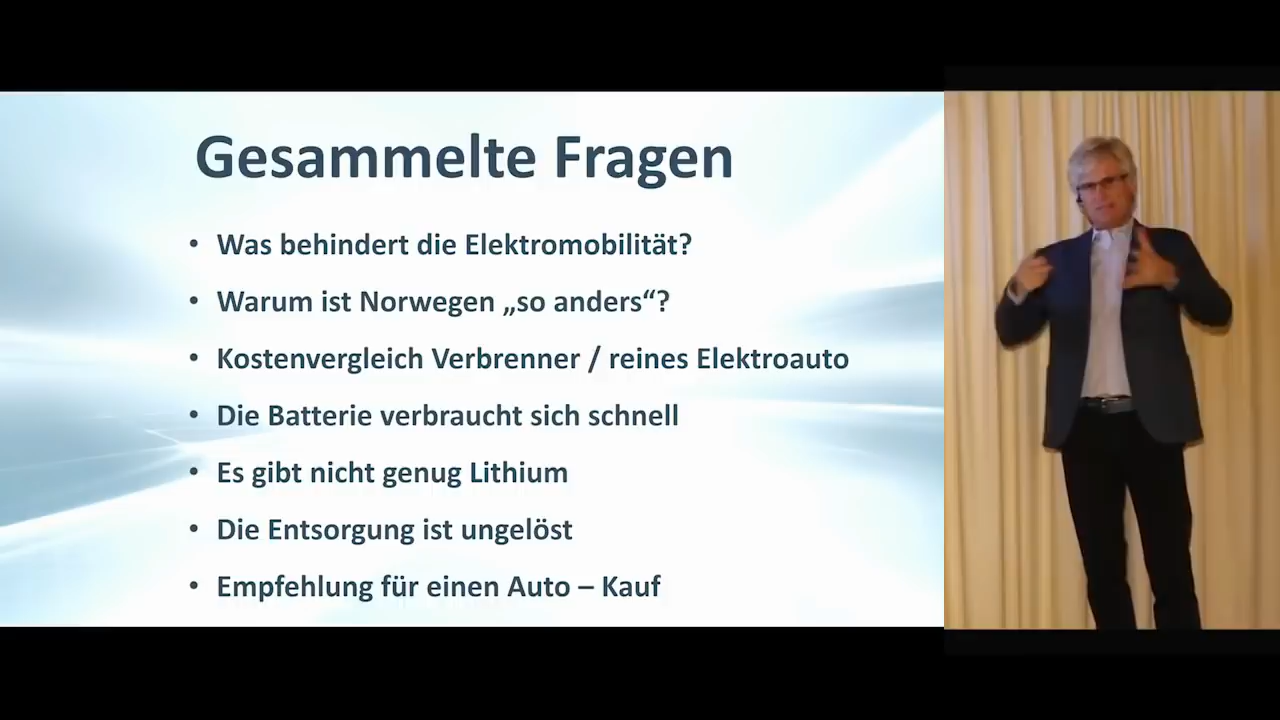 Gesammelte Fragen
• Was behindert die Elektromobilität?
• Warum ist Norwegen „so anders“?
• Kostenvergleich Verbrenner / reines Elektroauto
• Die Batterie verbraucht sich schnell
• Es gibt nicht genug Lithium
• Die Entsorgung ist ungelöst
• Empfehlung für einen Auto – Kauf